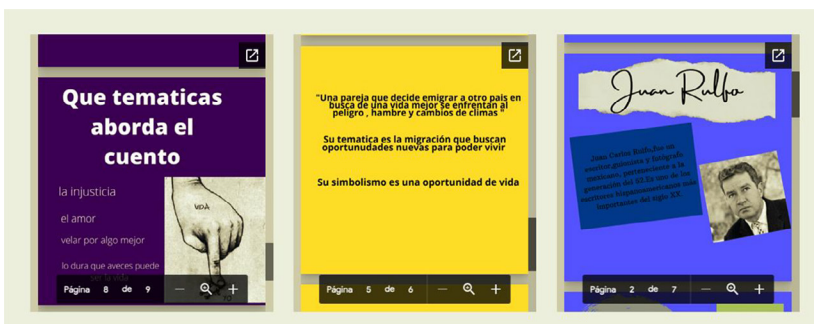 Que tematicas
aborda el
cuento
la injusticia
el amor
velar por algo mejor
lo dura que aveces puede
ser la vida
VIDA
Página 8 de 9
"Una pareja que decide emigrar a otro pais en
busca de una vida mejor se enfrentan al
peligro , hambre y cambios de climas "
Su tematica es la migración que buscan
oportunudades nuevas para poder vivir
Su simbolismo es una oportunidad de vida
Página 5 de 6
Juan Rulfo
Juan Carlos Rulfo,fue un
escritor,guionista y fotógrafo
mexicano, perteneciente a la
generación del 52.Es uno de los
escritores hispanoamericanos más
importantes del siglo XX.
Página 2 de 7